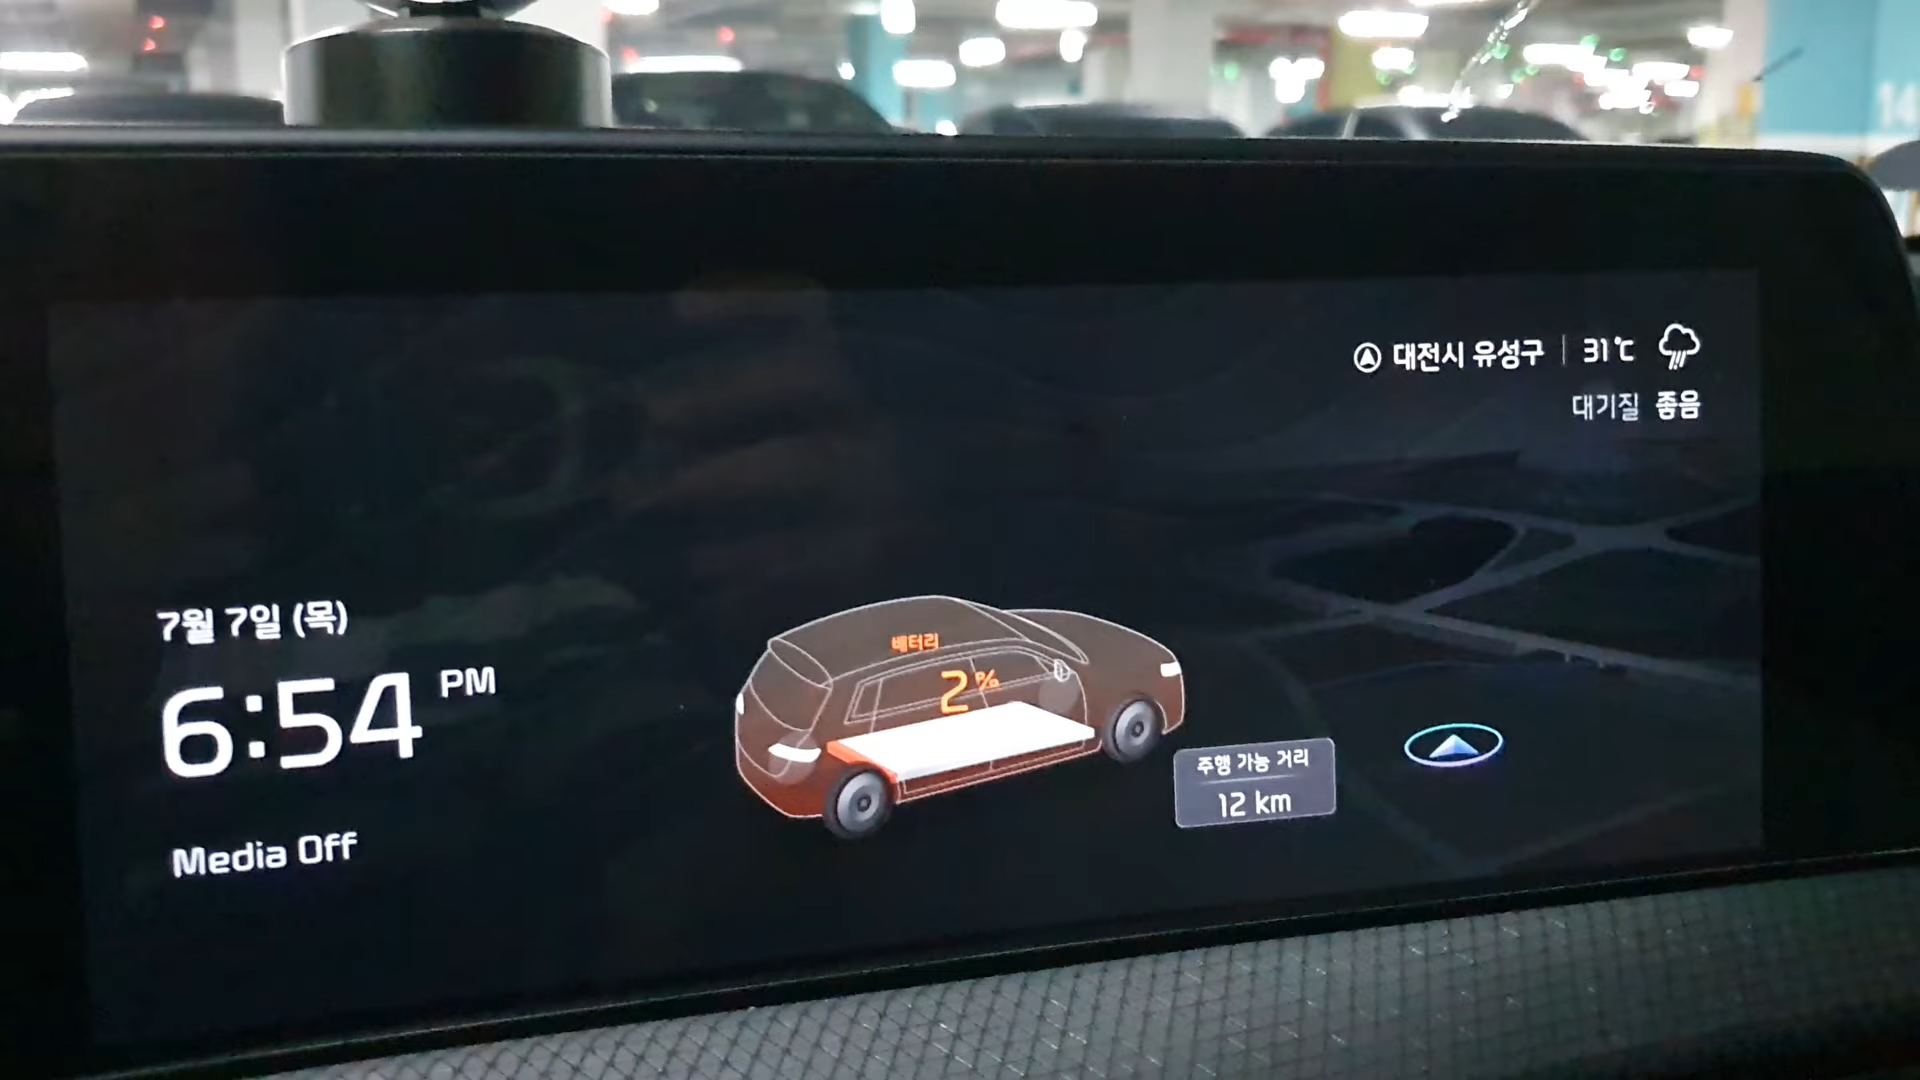 대전시 유성구 | 31℃
대기질 좋음
7월 7일 (목)
6:54 PM
Media Off
배터리
2%
주행 가능 거리
12 km
14